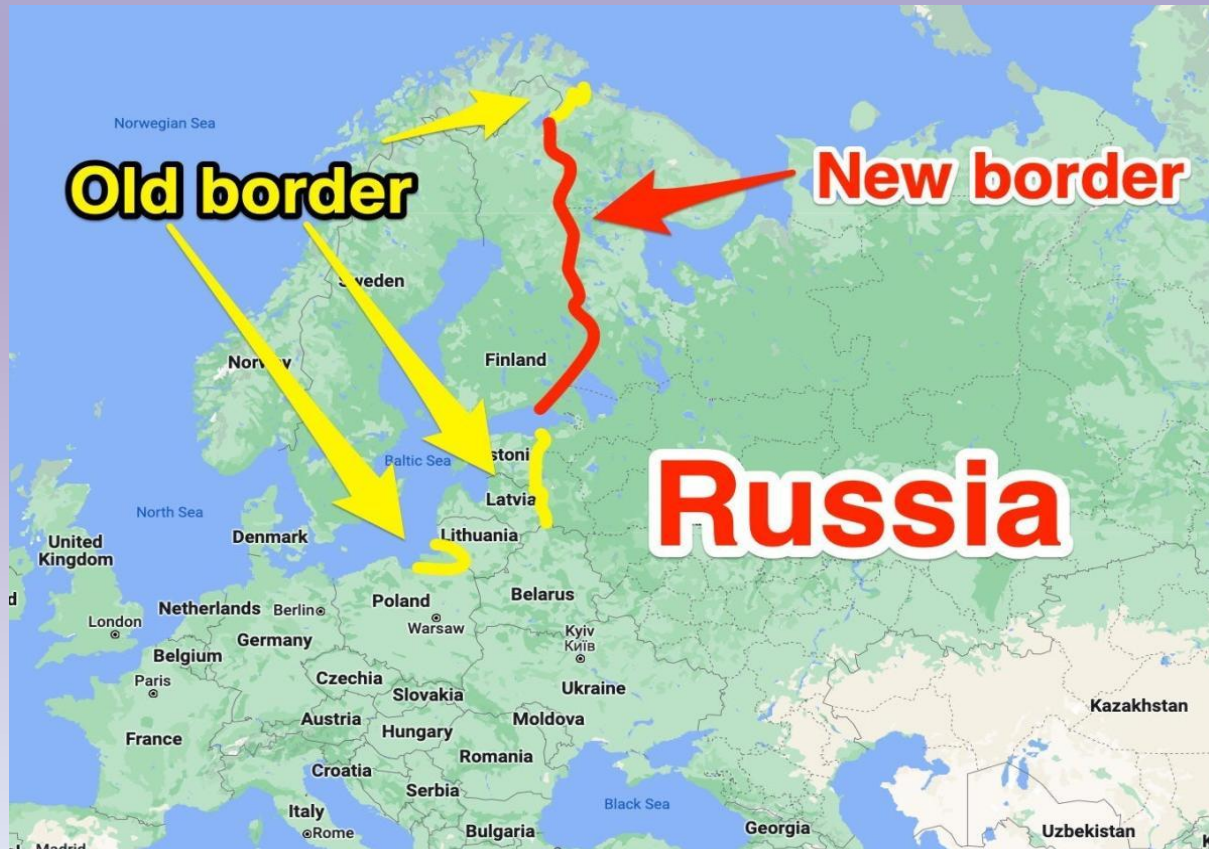 Norwegian Sea
Old border
New border
Sweden
Norway
Finland
Baltic Sea
stoni
Latvia
Russia
North Sea
Denmark
Lithuania
United
Kingdom
d
Belarus
Netherlands
Berlin
Poland
London
Warsaw
Germany
Kyiv
Київ
Belgium
Paris
Czechia
Slovakia
Ukraine
Austria
Hungary
Moldova
Kazakhstan
France
Romania
Croatia
Serbia
Italy
Black Sea
Rome
Bulgaria
Georgia
Uzbekistan
K